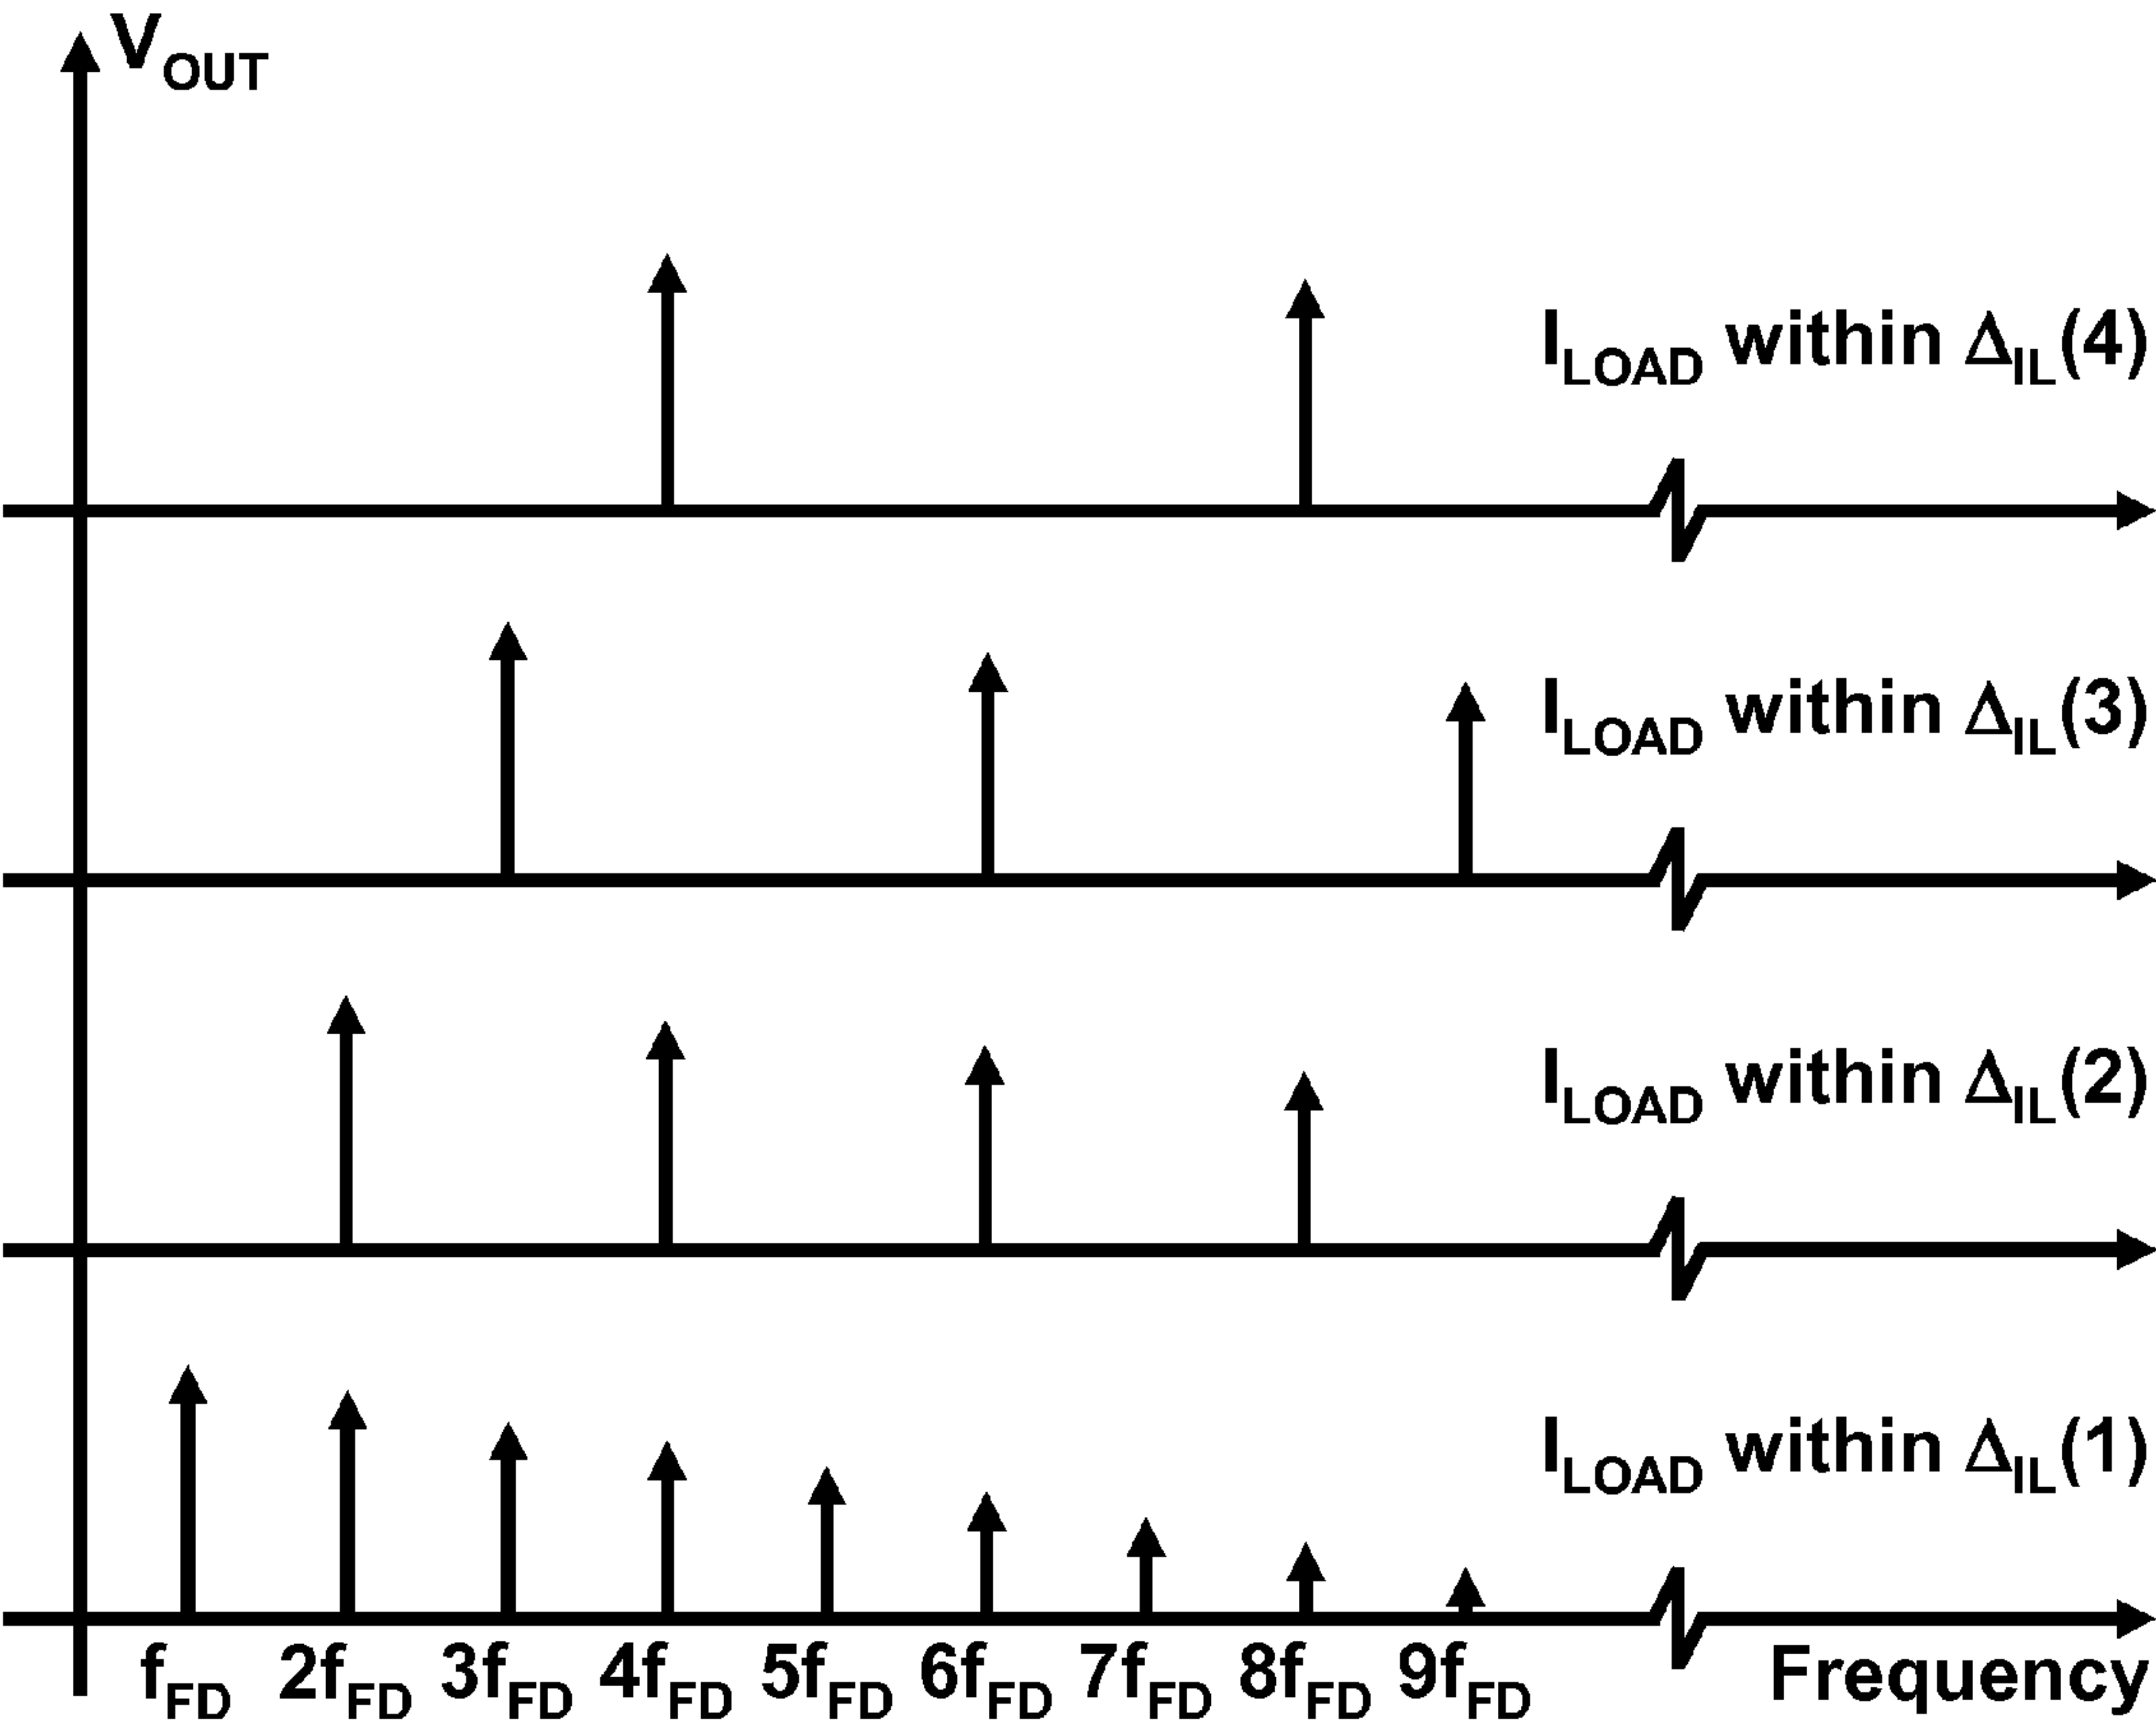 VOUT
ILOAD within ΔIL(4)
ILOAD within ΔIL(3)
ILOAD within ΔIL(2)
ILOAD within ΔIL(1)
fFD 2fFD 3fFD 4fFD 5fFD 6fFD 7fFD 8fFD 9fFD Frequency